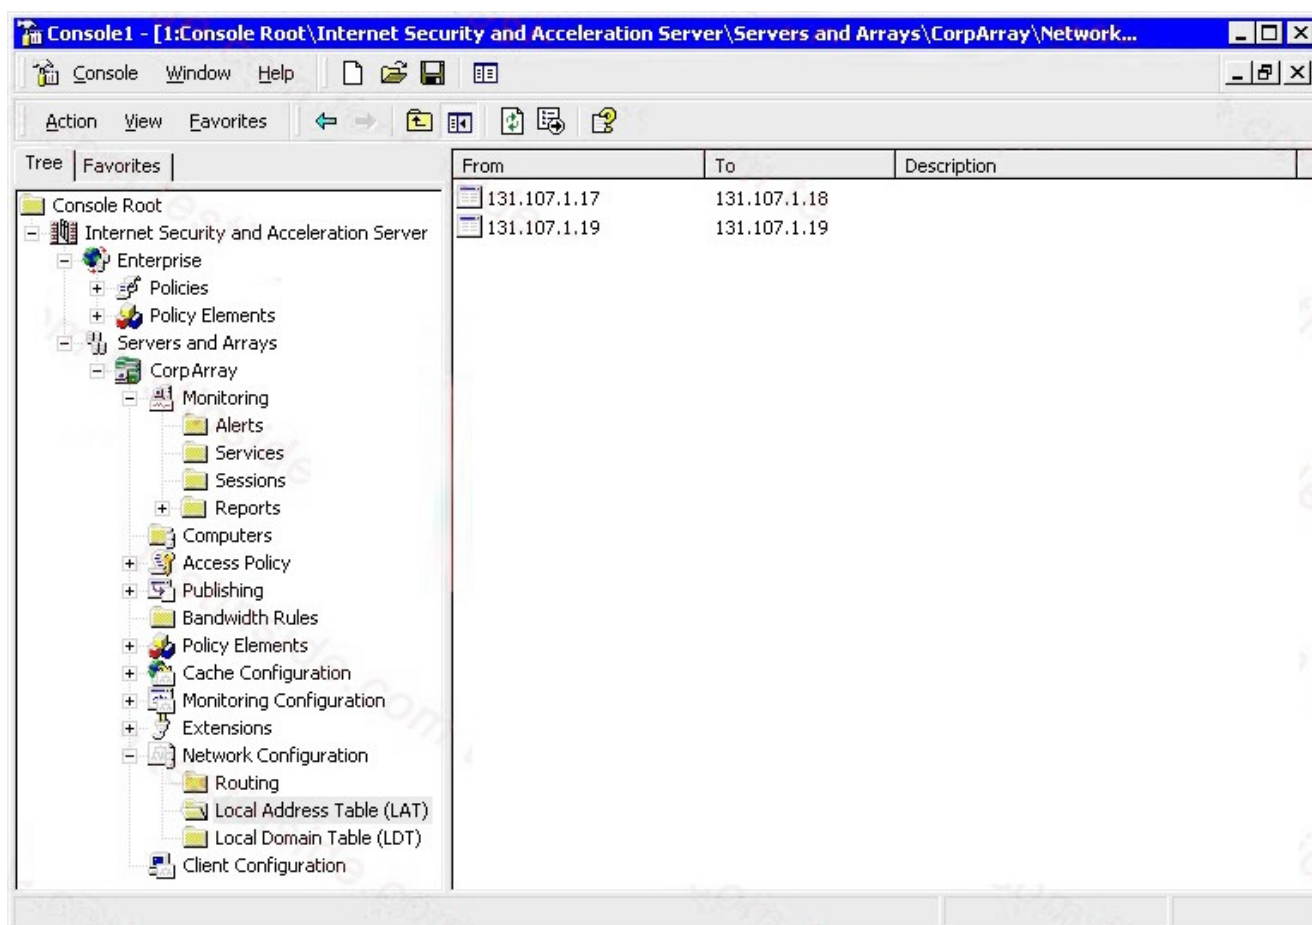 Console1 - [1:Console Root\Internet Security and Acceleration Server\Servers and Arrays\CorpArray\Network...
Console Window Help
Action View Favorites
Tree Favorites
From To Description
131.107.1.17 131.107.1.18
131.107.1.19 131.107.1.19
Console Root
Internet Security and Acceleration Server
Enterprise
Policies
Policy Elements
Servers and Arrays
CorpArray
Monitoring
Alerts
Services
Sessions
Reports
Computers
Access Policy
Publishing
Bandwidth Rules
Policy Elements
Cache Configuration
Monitoring Configuration
Extensions
Network Configuration
Routing
Local Address Table (LAT)
Local Domain Table (LDT)
Client Configuration